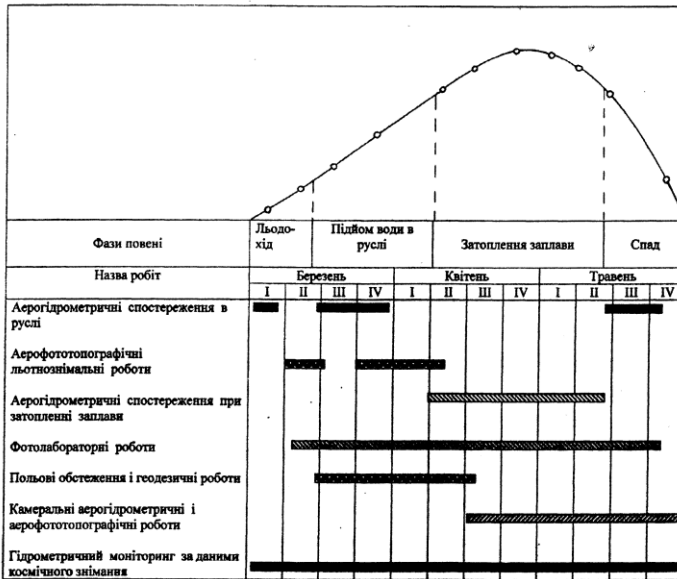 Фази повені
Льодо-
хід
Підйом води в
руслі
Затоплення заплави
Спад
Назва робіт
Березень
Квітень
Травень
I II III IV I II III IV I II III IV
Аерогідрометричні спостереження в
руслі
Аерофототопографічні
льотнознімальні роботи
Аерогідрометричні спостереження при
затопленні заплави
Фотолабораторні роботи
Польові обстеження і геодезичні роботи
Камеральні аерогідрометричні і
аерофототопографічні роботи
Гідрометричний моніторинг за даними
космічного знімання